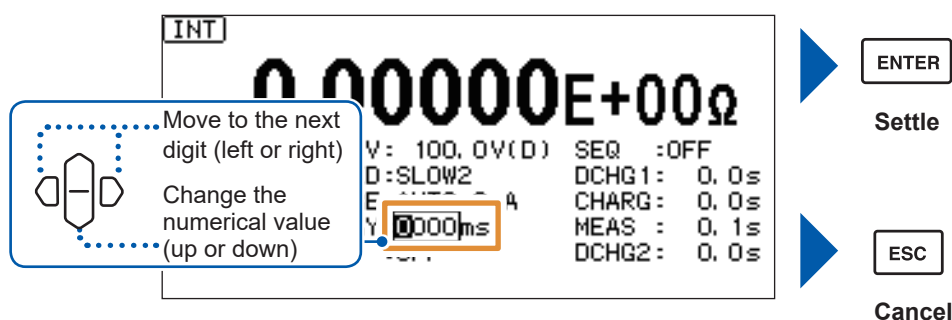 INT
0.00000E+00Ω
Move to the next
digit (left or right)
Change the
numerical value
(up or down)
V: 100.0V(D) SEQ :OFF
D:SLOW2 DCHG1: 0.0s
CHARG: 0.0s
0000ms MEAS : 0.1s
DCHG2: 0.0s
ENTER
Settle
ESC
Cancel